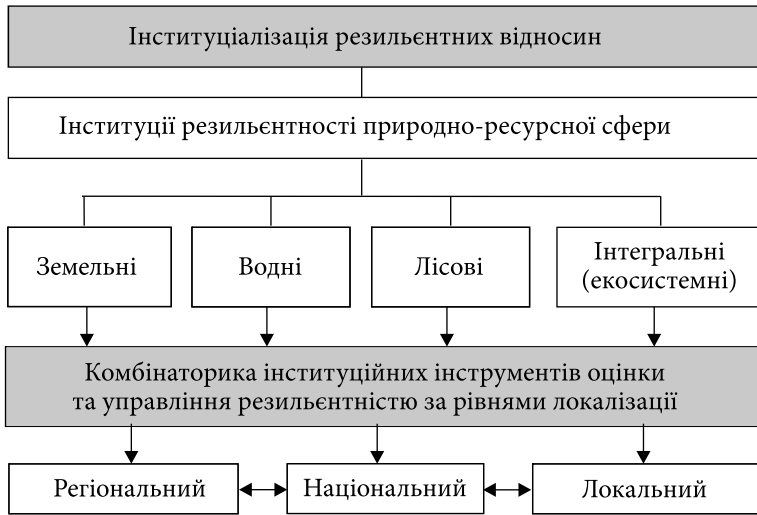 Інституціалізація резильєнтних відносин
Інституції резильєнтності природно-ресурсної сфери
Земельні
Водні
Лісові
Інтегральні
(екосистемні)
Комбінаторика інституційних інструментів оцінки
та управління резильєнтністю за рівнями локалізації
Регіональний
Національний
Локальний